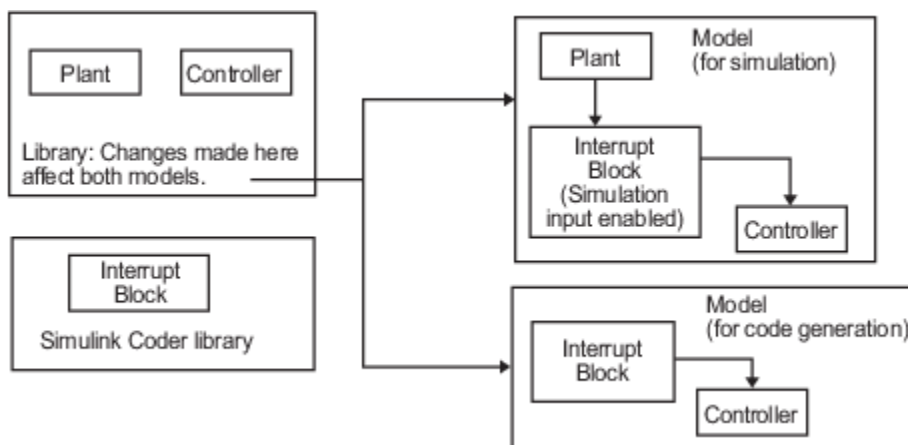 Plant
Controller
Library: Changes made here
affect both models.
Interrupt
Block
Simulink Coder library
Model
(for simulation)
Plant
Interrupt
Block
(Simulation
input enabled)
Controller
Model
(for code generation)
Interrupt
Block
Controller